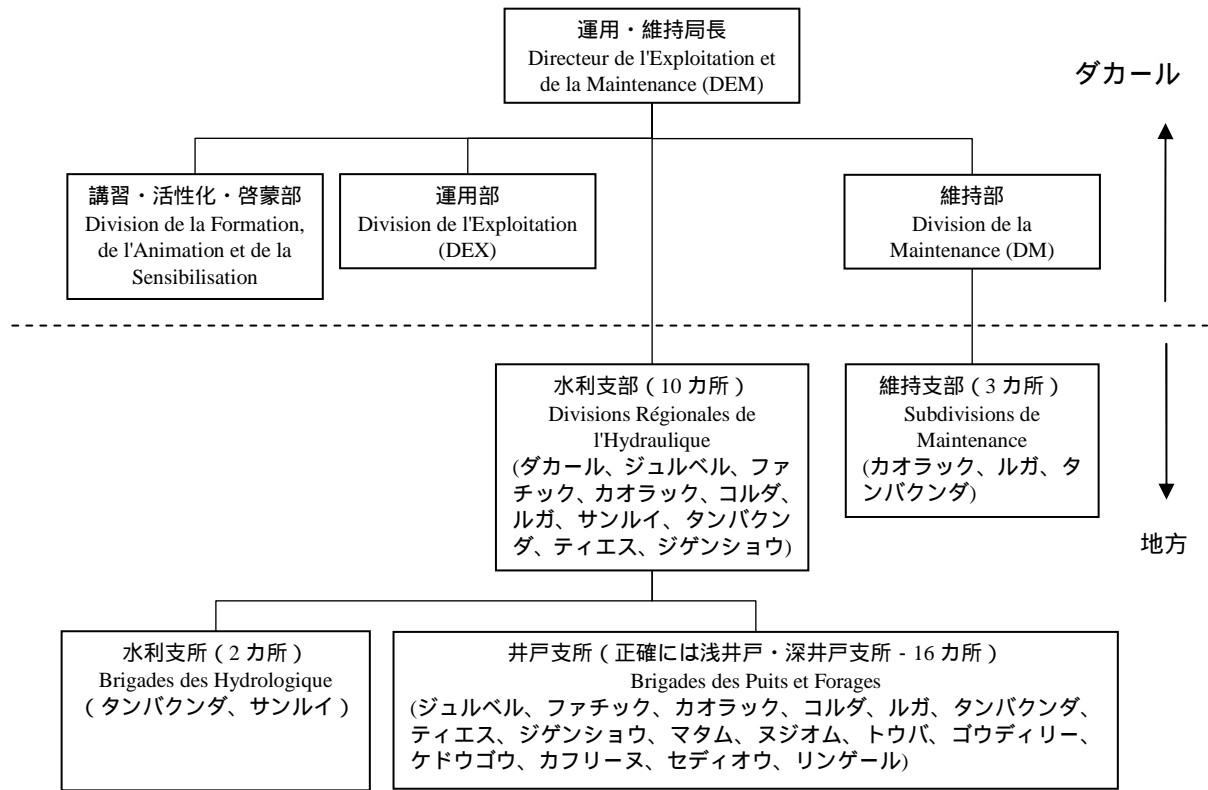 運用・維持局長
Directeur de l'Exploitation et
de la Maintenance (DEM)
ダカール
講習・活性化・啓蒙部
Division de la Formation,
de l'Animation et de la
Sensibilisation
運用部
Division de l'Exploitation
(DEX)
維持部
Division de la
Maintenance (DM)
水利支部(10 カ所)
Divisions Régionales de
l'Hydraulique
(ダカール、ジュルベル、ファ
チック、カオラック、コルダ、
ルガ、サンルイ、タンバクン
ダ、ティエス、ジゲンショウ)
維持支部(3 カ所)
Subdivisions de
Maintenance
(カオラック、ルガ、タ
ンバクンダ)
地方
水利支所(2 カ所)
Brigades des Hydrologique
(タンバクンダ、サンルイ)
井戸支所(正確には浅井戸・深井戸支所 - 16 カ所)
Brigades des Puits et Forages
(ジュルベル、ファチック、カオラック、コルダ、ルガ、タンバクンダ、
ティエス、ジゲンショウ、マタム、ヌジオム、トウバ、ゴウディリー、
ケドウゴウ、カフリーヌ、セディオウ、リンゲール)